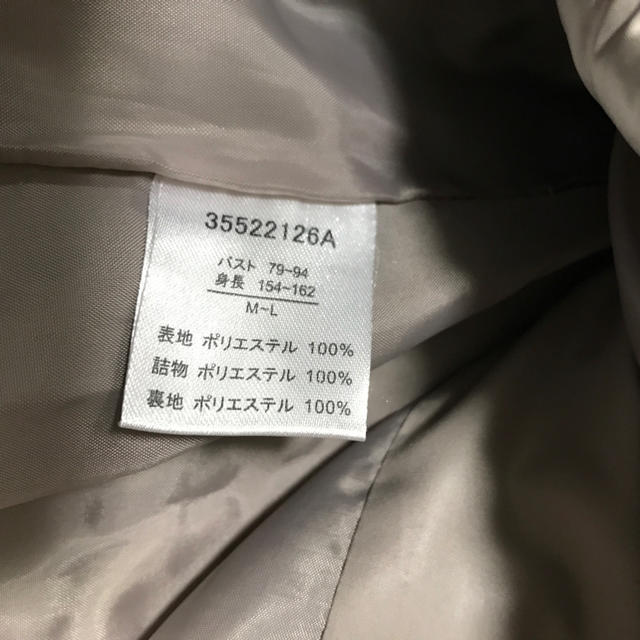 35522126A
バスト 79~94
身長 154~162
M~L
表地 ポリエステル 100%
詰物 ポリエステル 100%
裏地 ポリエステル 100%